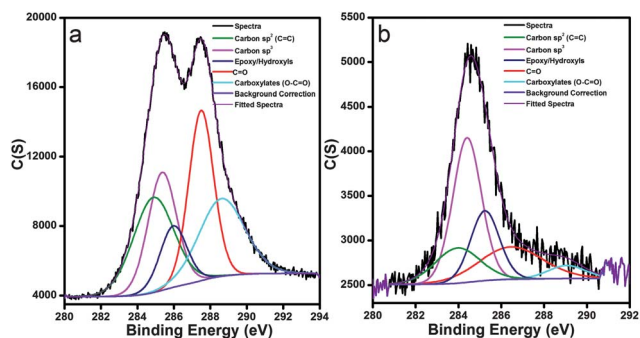 a
Spectra
Carbon sp² (C=C)
Carbon sp³
Epoxy/Hydroxyls
C=O
Carboxylates (O-C=O)
Background Correction
Fitted Spectra
20000
16000
12000
8000
4000
C(S)
280 282 284 286 288 290 292 294
Binding Energy (eV)
b
Spectra
Carbon sp² (C=C)
Carbon sp³
Epoxy/Hydroxyls
C=O
Carboxylates (O-C=O)
Background Correction
Fitted Spectra
5500
5000
4500
4000
3500
3000
2500
C(S)
280 282 284 286 288 290 292
Binding Energy (eV)